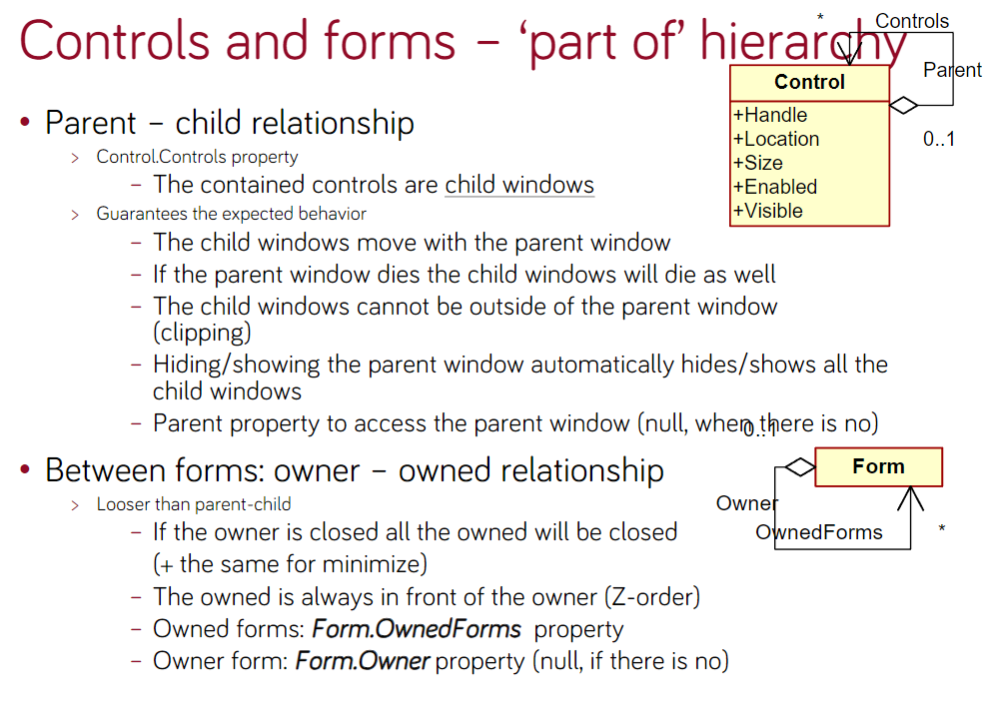 Controls and forms – ‘part of’ hierarchy
* Controls
Parent
0..1
Control
+Handle
+Location
+Size
+Enabled
+Visible
• Parent – child relationship
> Control.Controls property
– The contained controls are child windows
> Guarantees the expected behavior
– The child windows move with the parent window
– If the parent window dies the child windows will die as well
– The child windows cannot be outside of the parent window
(clipping)
– Hiding/showing the parent window automatically hides/shows all the
child windows
– Parent property to access the parent window (null, when there is no)
• Between forms: owner – owned relationship
> Looser than parent-child
– If the owner is closed all the owned will be closed
(+ the same for minimize)
– The owned is always in front of the owner (Z-order)
– Owned forms: Form.OwnedForms property
– Owner form: Form.Owner property (null, if there is no)
0..1
Form
Owner
OwnedForms *